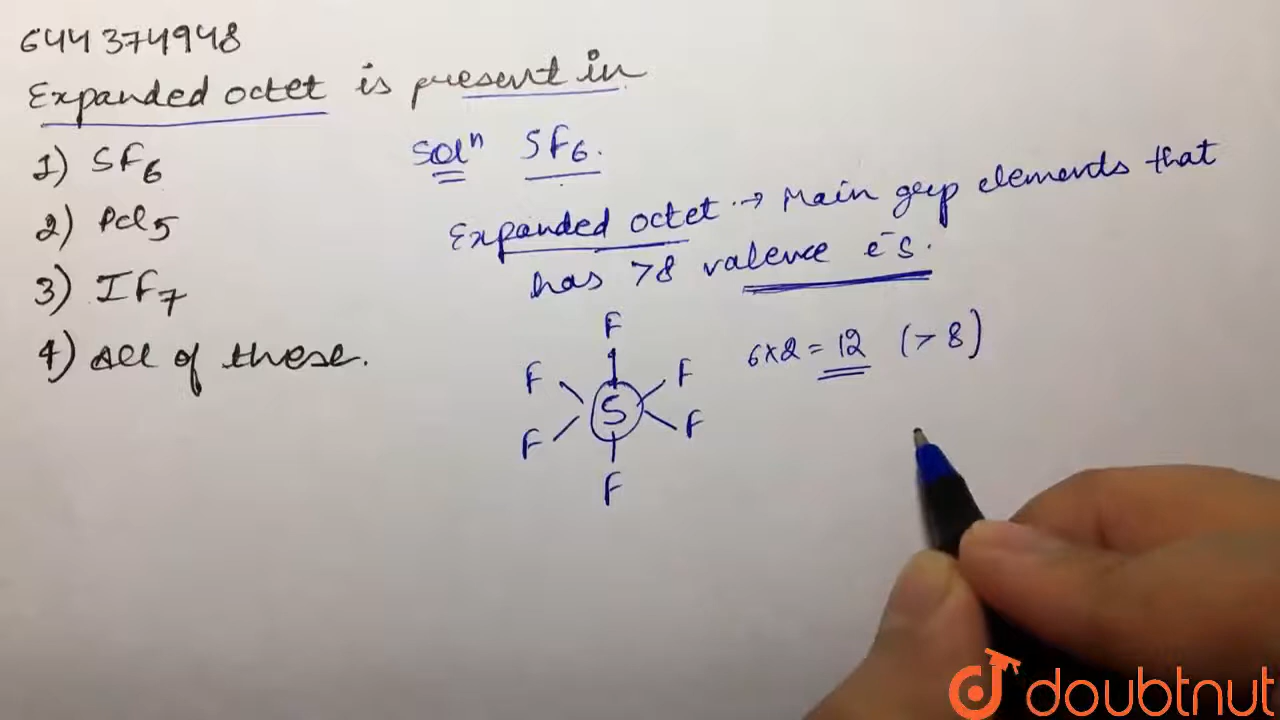 644374948
Expanded octet is present in
1) SF6
2) PCl5
3) IF7
4) All of these.
Solⁿ SF6.
Expanded octet → Main grp elements that
has >8 valence e⁻s.
F
F F
S
F F
F
6×2 = 12 (>8)
doubtnut